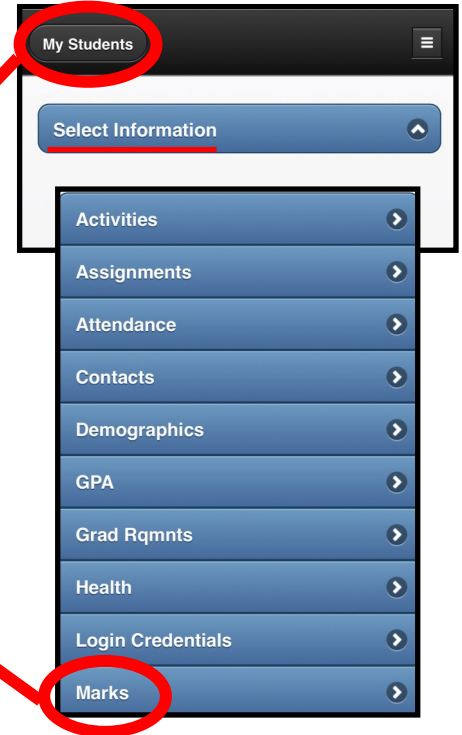 My Students
Select Information
Activities
Assignments
Attendance
Contacts
Demographics
GPA
Grad Rqmnts
Health
Login Credentials
Marks